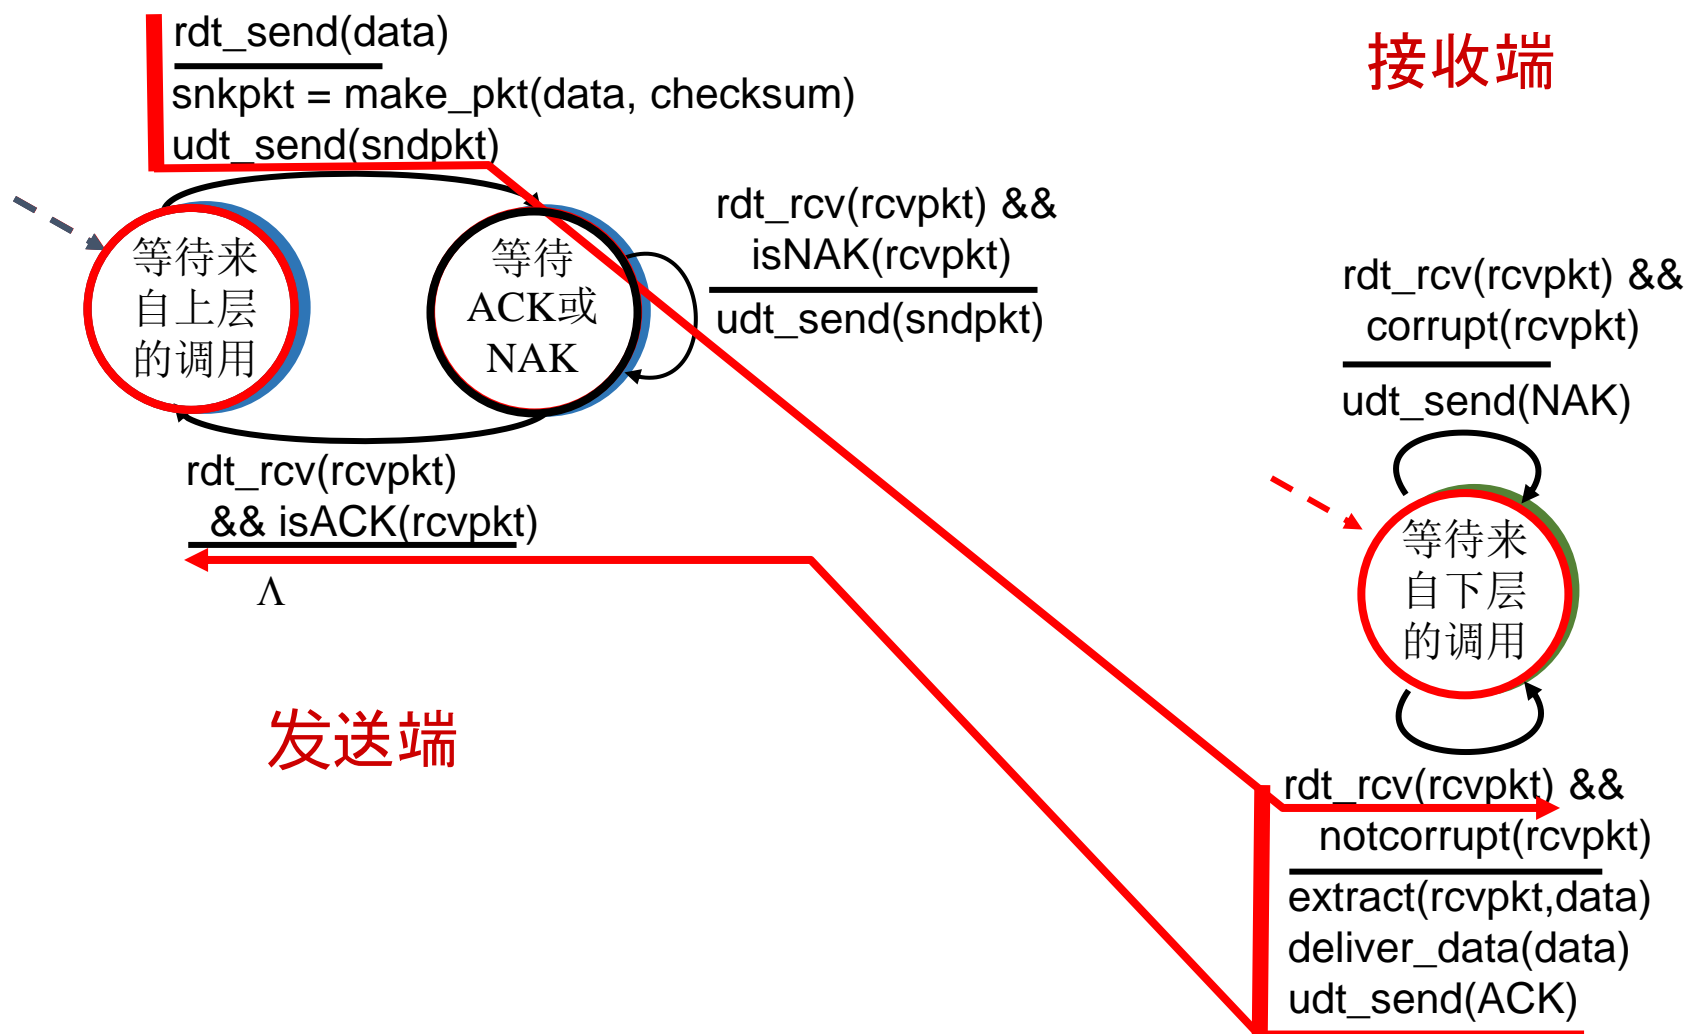 rdt_send(data)
snkpkt = make_pkt(data, checksum)
udt_send(sndpkt)
接收端
等待来
自上层
的调用
等待
ACK或
NAK
rdt_rcv(rcvpkt) &&
isNAK(rcvpkt)
udt_send(sndpkt)
rdt_rcv(rcvpkt)
&& isACK(rcvpkt)
Λ
发送端
rdt_rcv(rcvpkt) &&
corrupt(rcvpkt)
udt_send(NAK)
等待来
自下层
的调用
rdt_rcv(rcvpkt) &&
notcorrupt(rcvpkt)
extract(rcvpkt,data)
deliver_data(data)
udt_send(ACK)